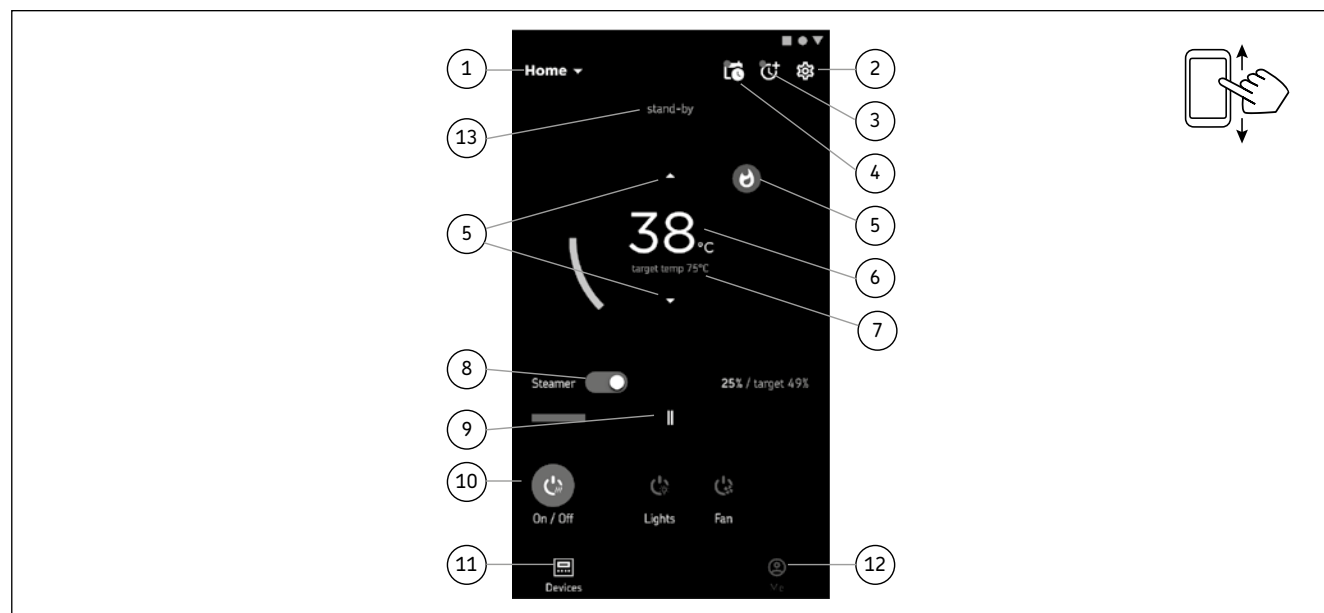 1
Home
2
stand-by
3
13
4
5
5
38 °C
6
target temp 75°C
7
8
Steamer
25% / target 49%
9
10
On / Off
Lights
Fan
11
12
Devices
Me